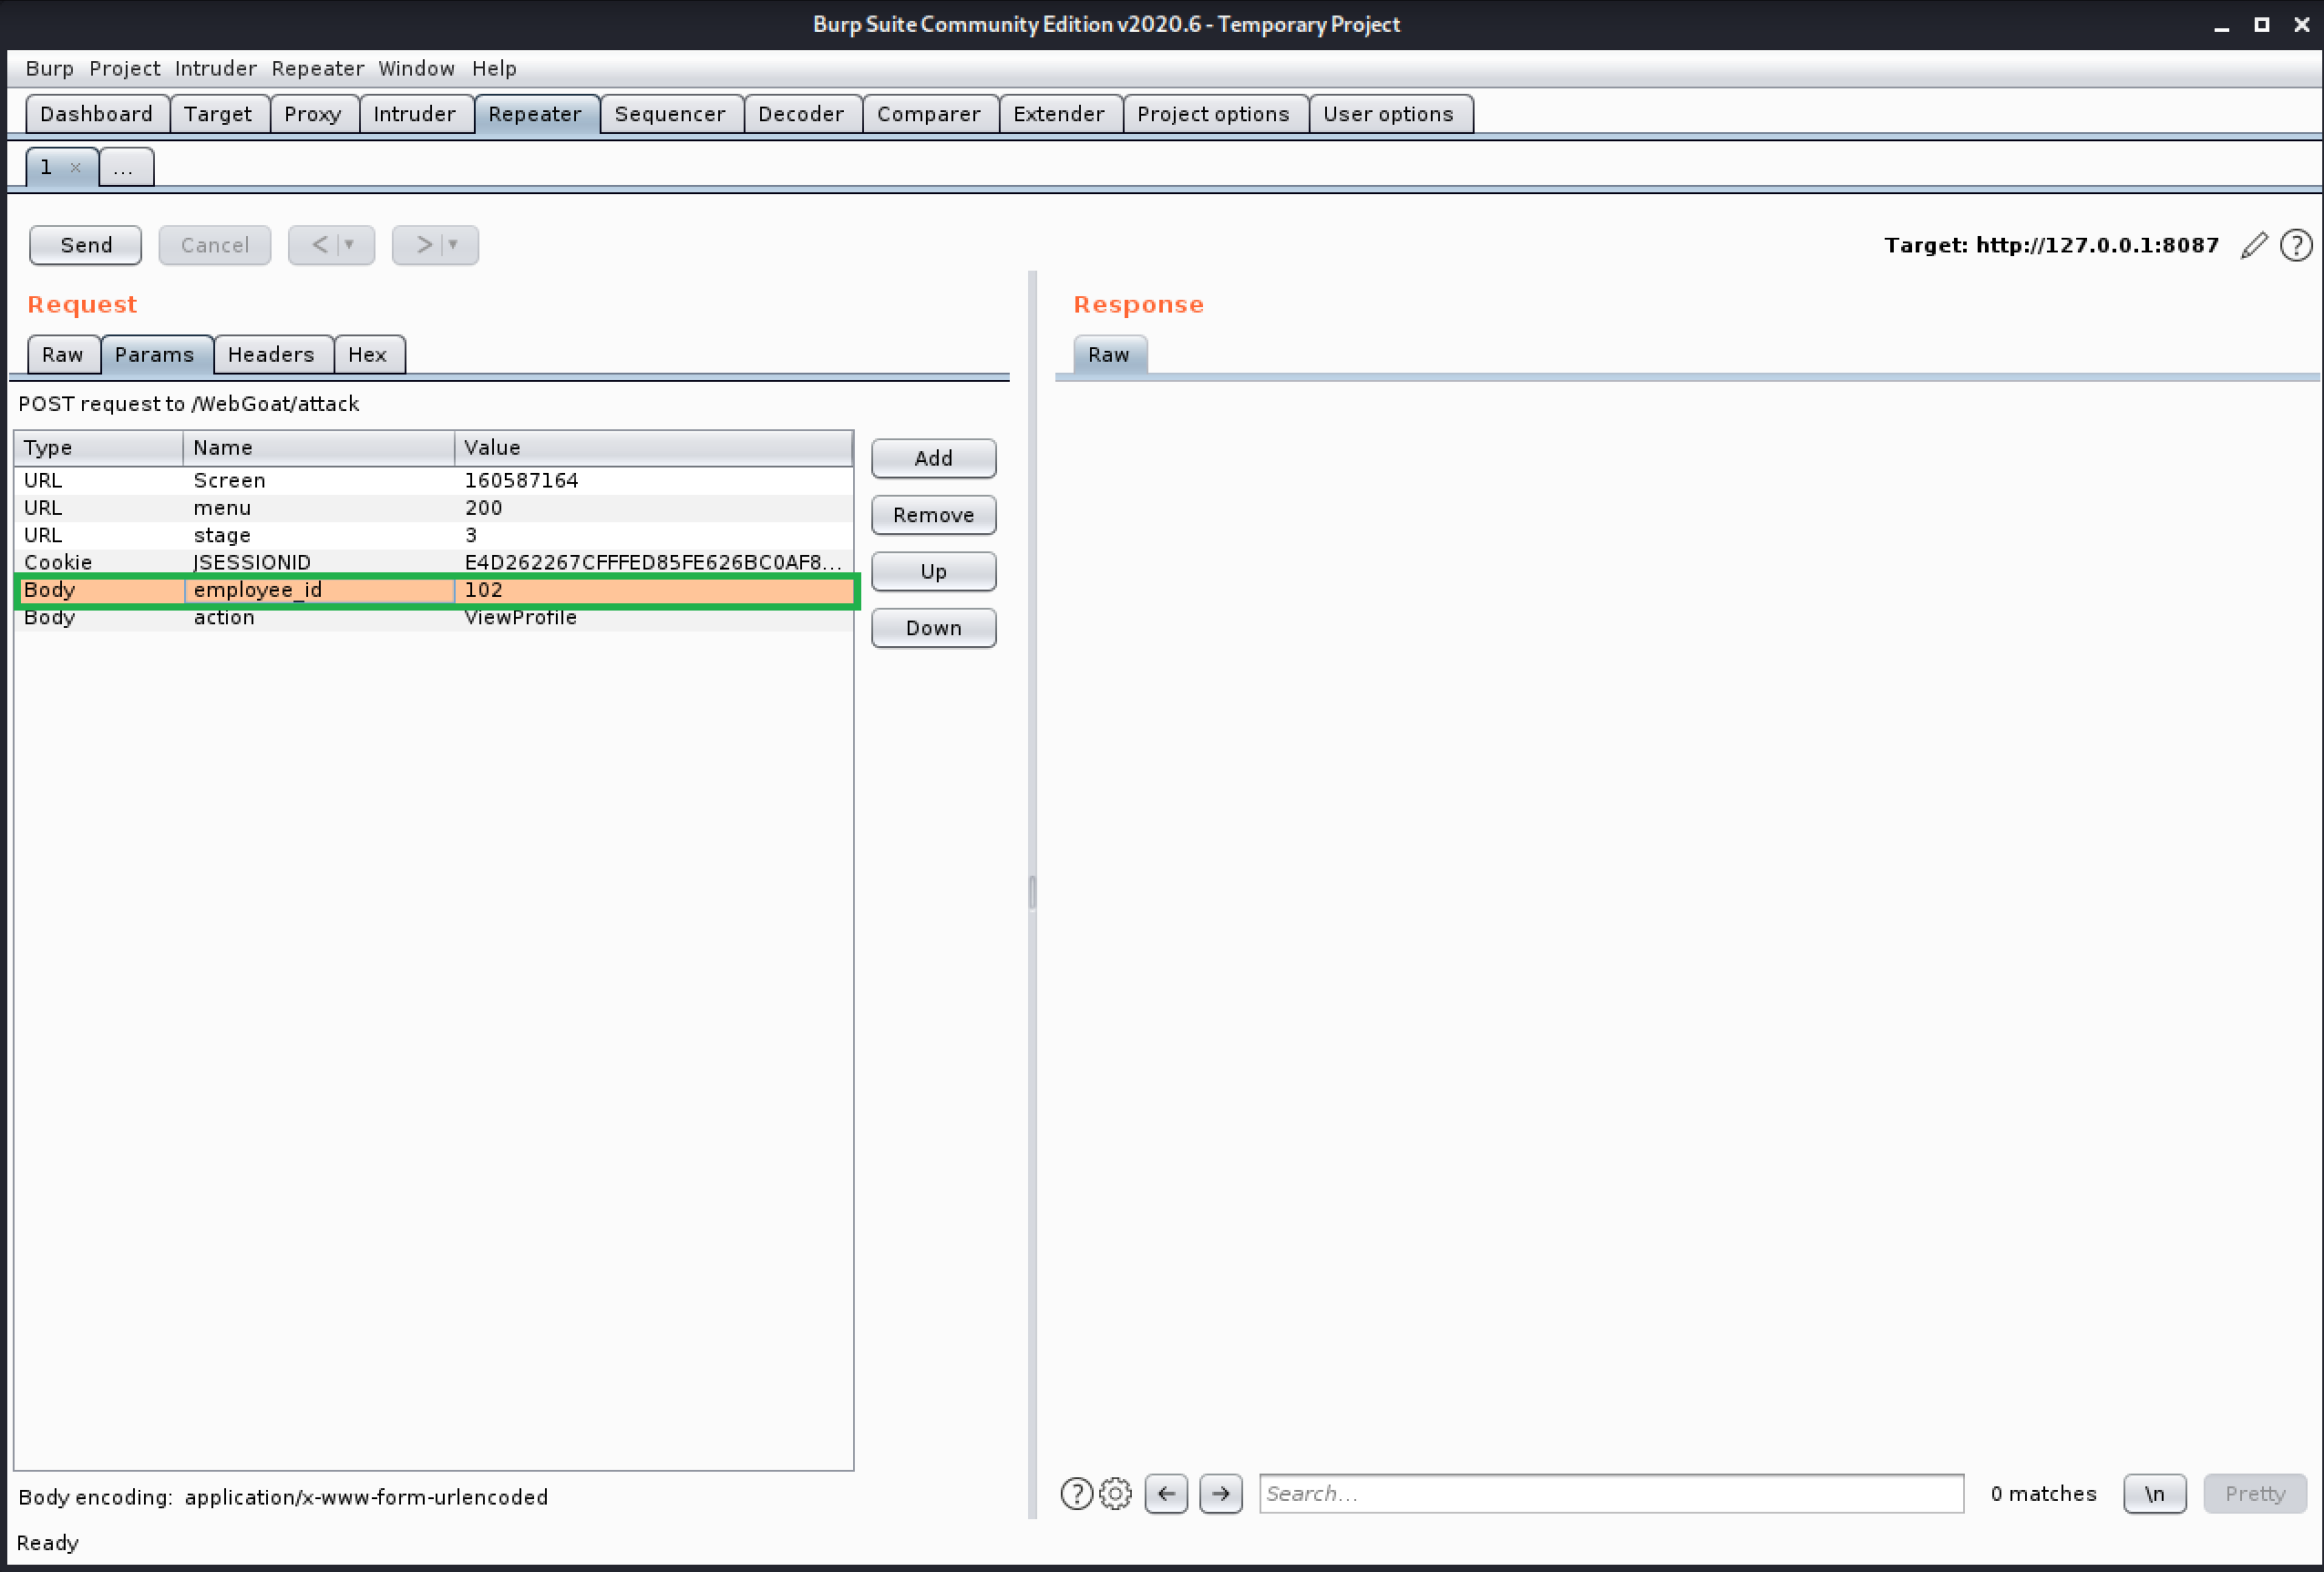 Burp Suite Community Edition v2020.6 - Temporary Project
Burp Project Intruder Repeater Window Help
Dashboard Target Proxy Intruder Repeater Sequencer Decoder Comparer Extender Project options User options
1 × ...
Send Cancel < ▼ > ▼ Target: http://127.0.0.1:8087 ?
Request
Raw Params Headers Hex
POST request to /WebGoat/attack
Type Name Value
URL Screen 160587164
URL menu 200
URL stage 3
Cookie JSESSIONID E4D262267CFFFED85FE626BC0AF8...
Body employee_id 102
Body action ViewProfile
Add
Remove
Up
Down
Body encoding: application/x-www-form-urlencoded
Response
Raw
? ← → Search... 0 matches \n Pretty
Ready